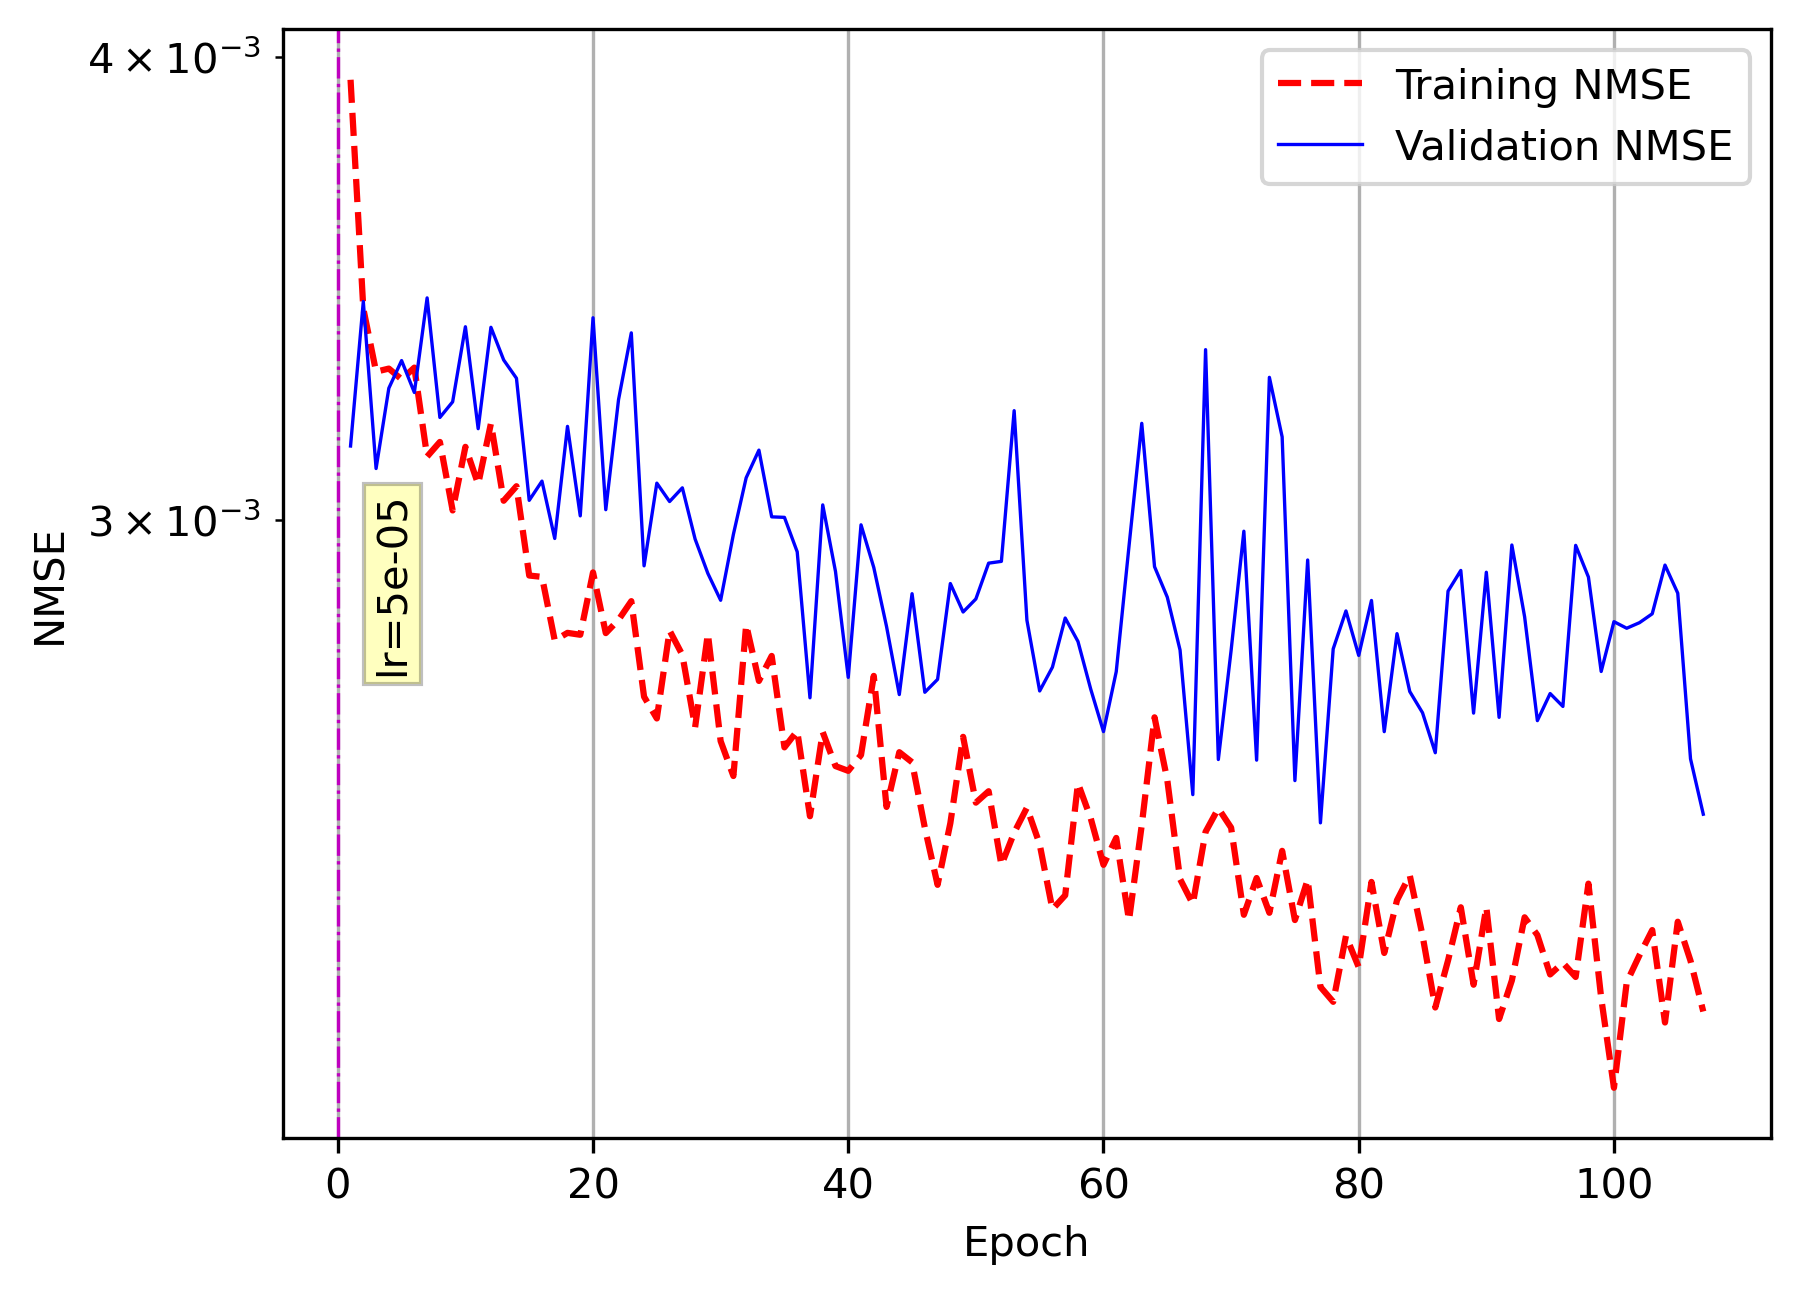 4 × 10⁻³
3 × 10⁻³
NMSE
lr=5e-05
Training NMSE
Validation NMSE
0 20 40 60 80 100
Epoch